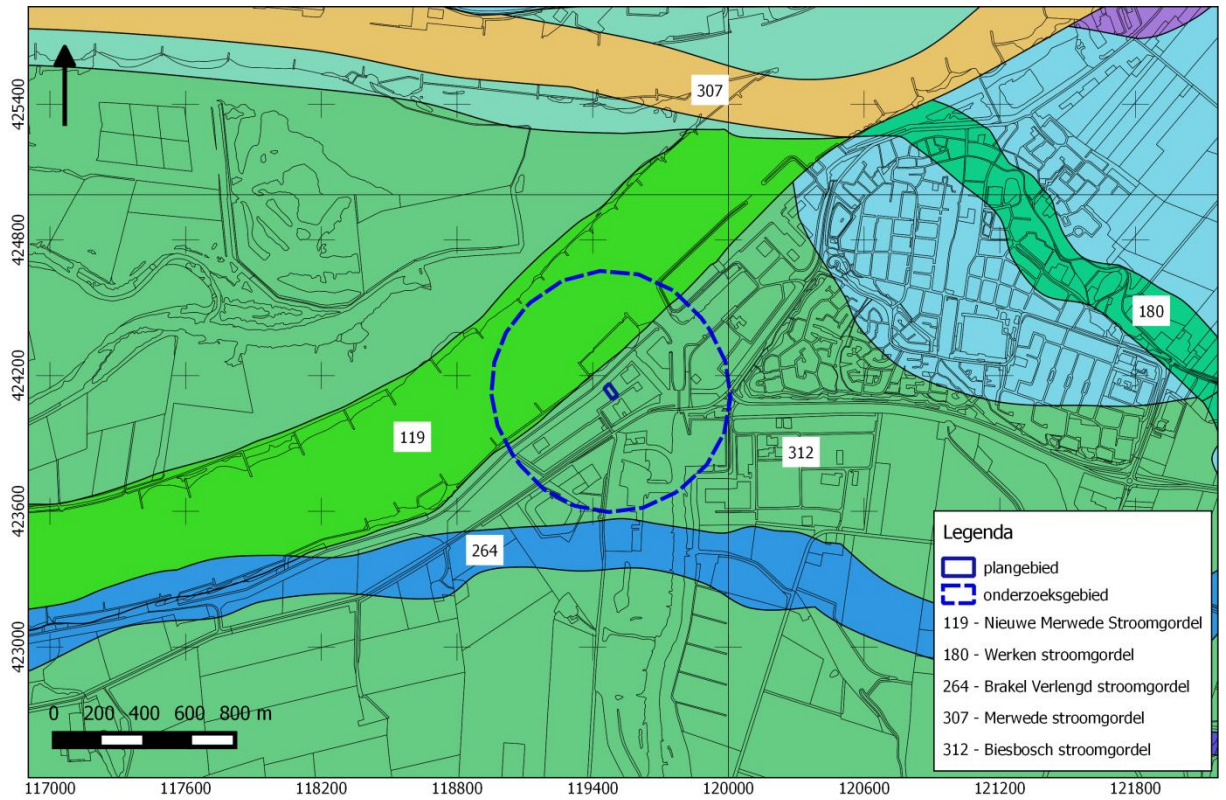 307
180
119
312
264
425400
424800
424200
423600
423000
0 200 400 600 800 m
117000 117600 118200 118800 119400 120000 120600 121200 121800
Legenda
plangebied
onderzoeksgebied
119 - Nieuwe Merwede Stroomgordel
180 - Werken stroomgordel
264 - Brakel Verlengd stroomgordel
307 - Merwede stroomgordel
312 - Biesbosch stroomgordel